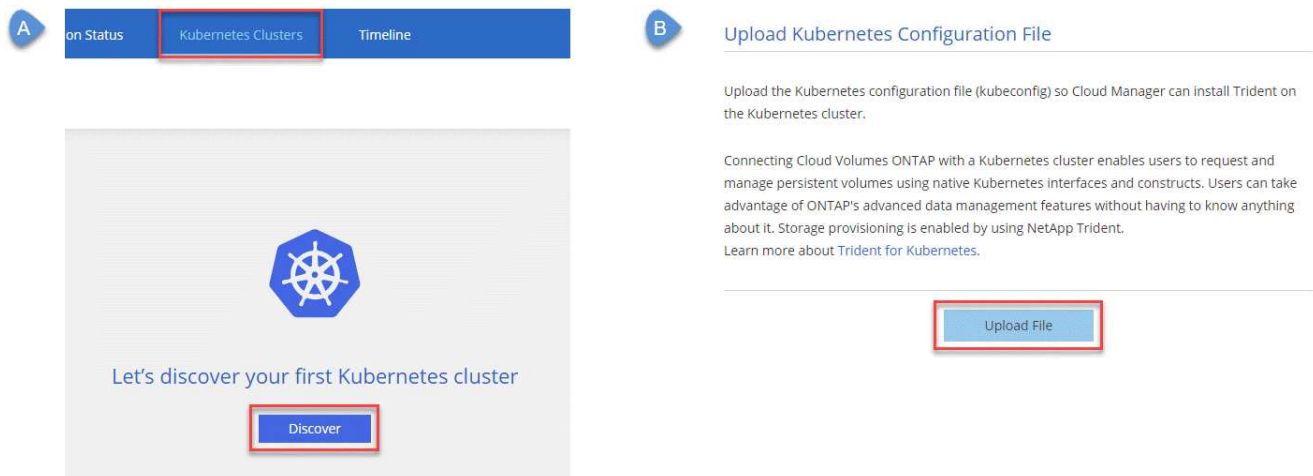 A
on Status
Kubernetes Clusters
Timeline
Let's discover your first Kubernetes cluster
Discover
B
Upload Kubernetes Configuration File
Upload the Kubernetes configuration file (kubeconfig) so Cloud Manager can install Trident on
the Kubernetes cluster.
Connecting Cloud Volumes ONTAP with a Kubernetes cluster enables users to request and
manage persistent volumes using native Kubernetes interfaces and constructs. Users can take
advantage of ONTAP's advanced data management features without having to know anything
about it. Storage provisioning is enabled by using NetApp Trident.
Learn more about Trident for Kubernetes.
Upload File